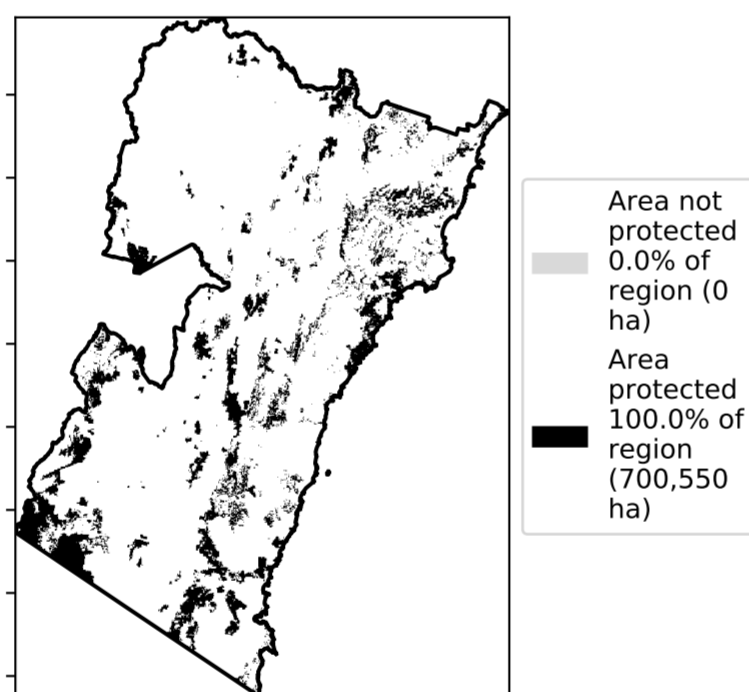 Area not
protected
0.0% of
region (0
ha)
Area
protected
100.0% of
region
(700,550
ha)